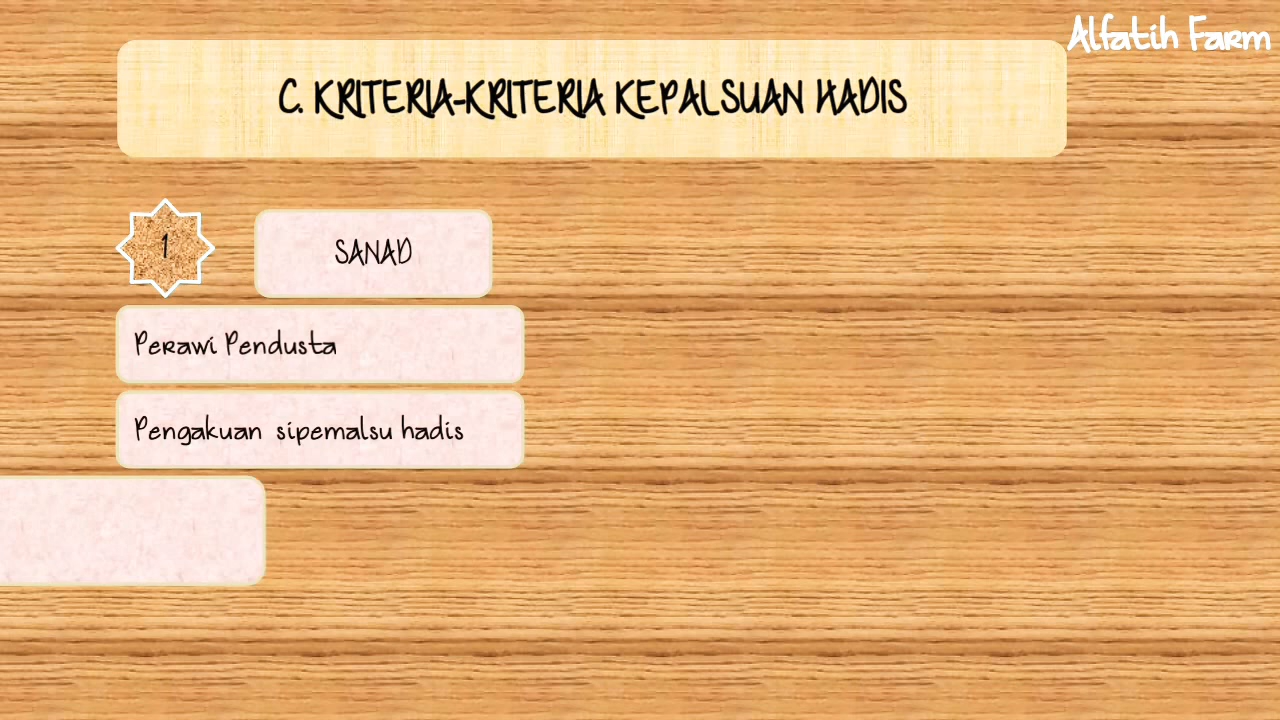 Alfatih Farm
C. KRITERIA-KRITERIA KEPALSUAN HADIS
1
SANAD
Perawi Pendusta
Pengakuan sipemalsu hadis